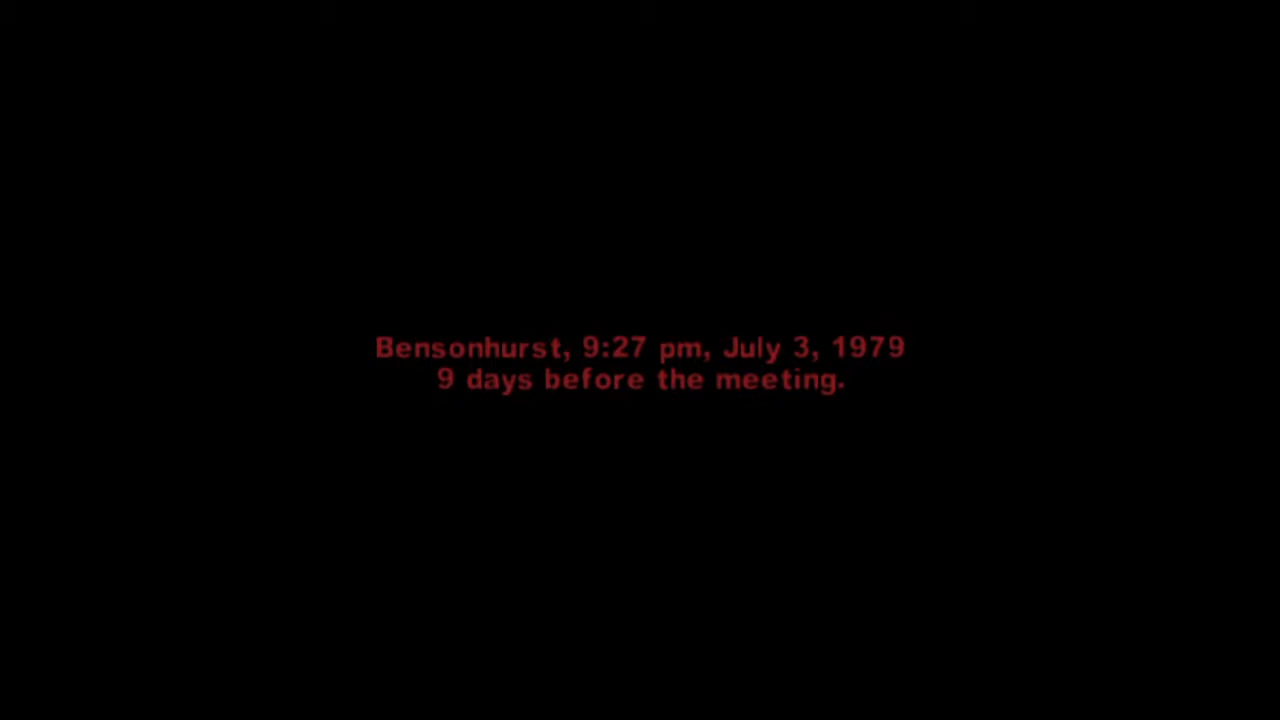 Bensonhurst, 9:27 pm, July 3, 1979
9 days before the meeting.